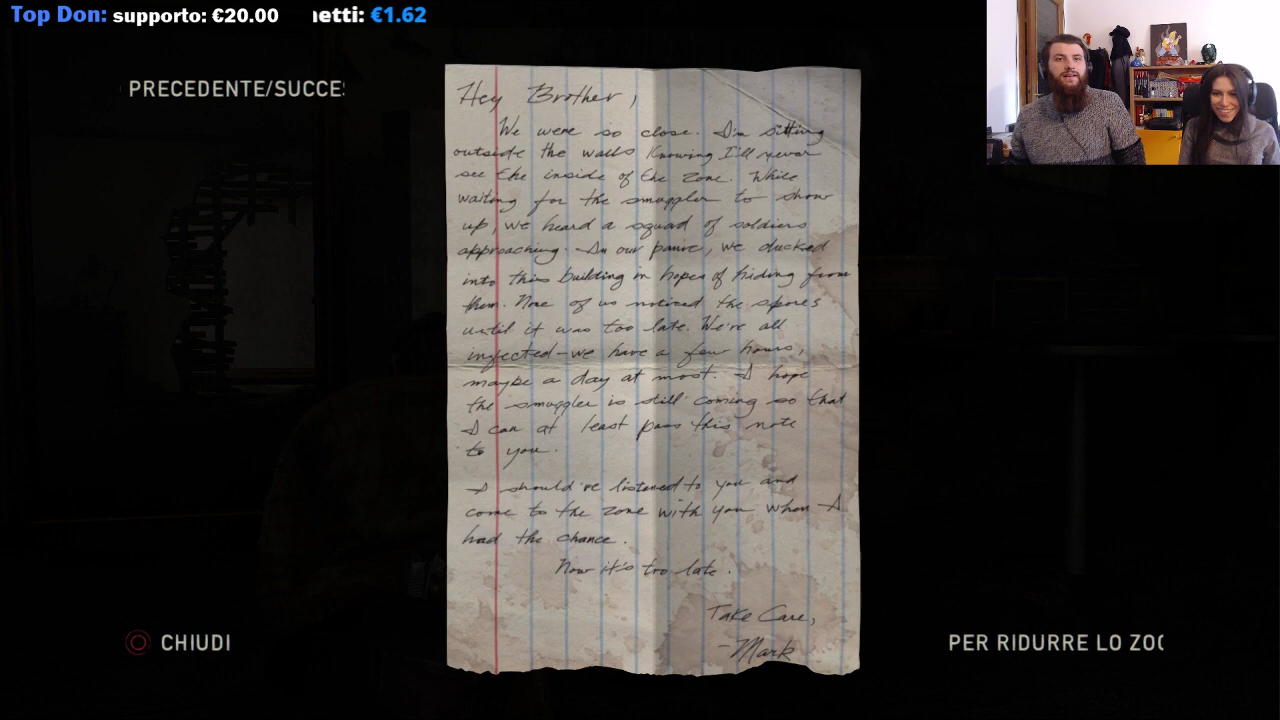 Top Don: supporto: €20.00 netti: €1.62
PRECEDENTE/SUCCES
Hey Brother,
We were so close. I'm sitting
outside the walls knowing I'll never
see the inside of the zone. While
waiting for the smuggler to show
up, we heard a squad of soldiers
approaching. In our panic, we ducked
into this building in hopes of hiding from
them. None of us noticed the spores
until it was too late. We're all
infected - we have a few hours,
maybe a day at most. I hope
the smuggler is still coming so that
I can at least pass this note
to you.
I should've listened to you and
come to the zone with you when I
had the chance.
Now it's too late.
Take Care,
-Mark
CHIUDI
PER RIDURRE LO ZOO